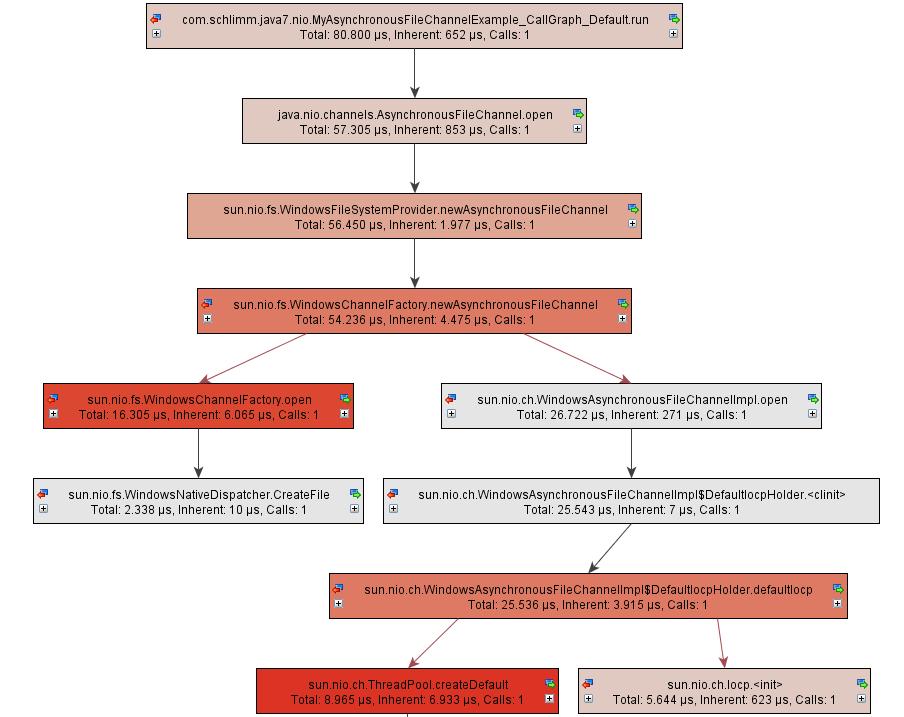 com.schlimm.java7.nio.MyAsynchronousFileChannelExample_CallGraph_Default.run
Total: 80.800 µs, Inherent: 652 µs, Calls: 1
java.nio.channels.AsynchronousFileChannel.open
Total: 57.305 µs, Inherent: 853 µs, Calls: 1
sun.nio.fs.WindowsFileSystemProvider.newAsynchronousFileChannel
Total: 56.450 µs, Inherent: 1.977 µs, Calls: 1
sun.nio.fs.WindowsChannelFactory.newAsynchronousFileChannel
Total: 54.236 µs, Inherent: 4.475 µs, Calls: 1
sun.nio.fs.WindowsChannelFactory.open
Total: 16.305 µs, Inherent: 6.065 µs, Calls: 1
sun.nio.ch.WindowsAsynchronousFileChannelImpl.open
Total: 26.722 µs, Inherent: 271 µs, Calls: 1
sun.nio.fs.WindowsNativeDispatcher.CreateFile
Total: 2.338 µs, Inherent: 10 µs, Calls: 1
sun.nio.ch.WindowsAsynchronousFileChannelImpl$DefaultIocpHolder.<clinit>
Total: 25.543 µs, Inherent: 7 µs, Calls: 1
sun.nio.ch.WindowsAsynchronousFileChannelImpl$DefaultIocpHolder.defaultIocp
Total: 25.536 µs, Inherent: 3.915 µs, Calls: 1
sun.nio.ch.ThreadPool.createDefault
Total: 8.965 µs, Inherent: 6.933 µs, Calls: 1
sun.nio.ch.Iocp.<init>
Total: 5.644 µs, Inherent: 623 µs, Calls: 1